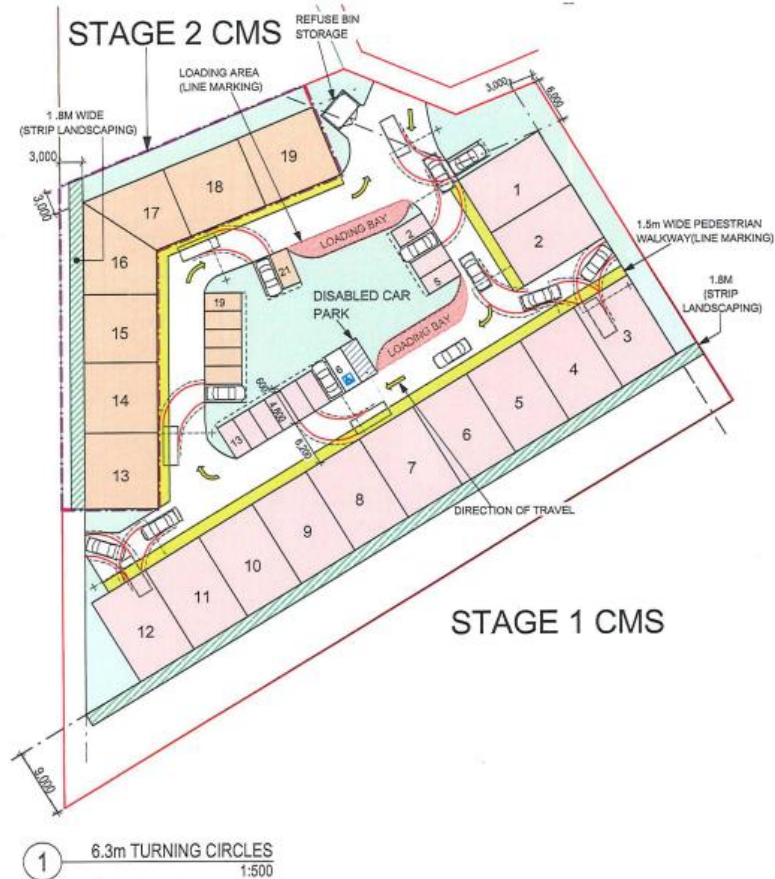 STAGE 2 CMS
REFUSE BIN
STORAGE
LOADING AREA
(LINE MARKING)
1.8M WIDE
(STRIP LANDSCAPING)
3,000
3,000
3,000
6,000
19
18
17
16
15
14
13
1
2
LOADING BAY
2
5
21
19
DISABLED CAR
PARK
LOADING BAY
1.5m WIDE PEDESTRIAN
WALKWAY(LINE MARKING)
1.8M
(STRIP
LANDSCAPING)
3
4
5
6
7
8
9
10
11
12
6
600
4,800
13
6,200
DIRECTION OF TRAVEL
STAGE 1 CMS
9,000
1
6.3m TURNING CIRCLES
1:500